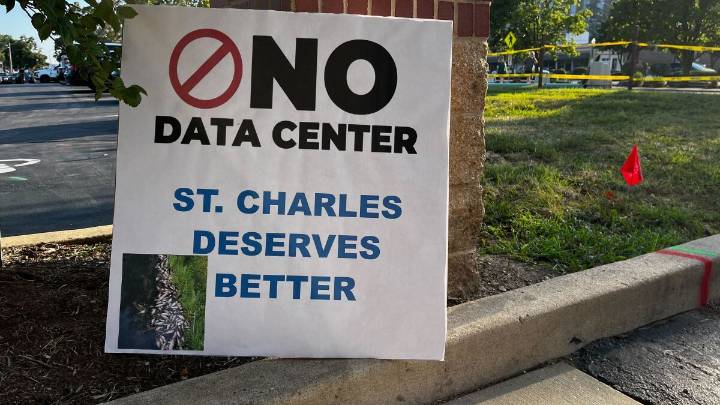 NO
DATA CENTER
ST. CHARLES
DESERVES
BETTER